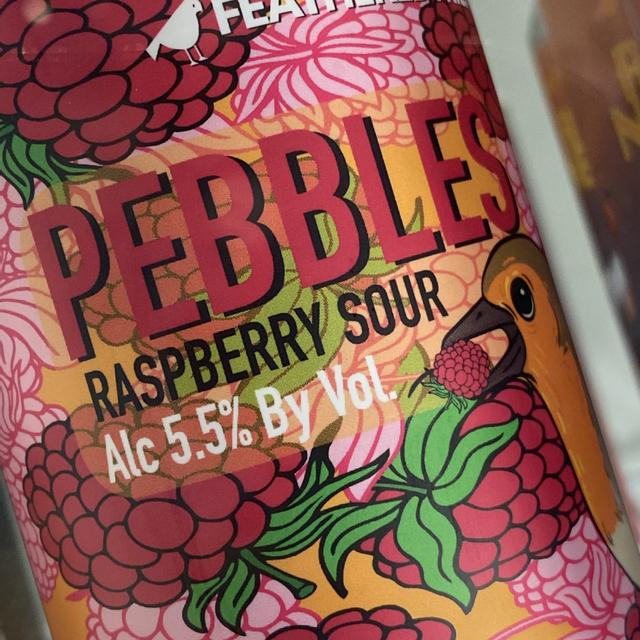 PEBBLES
RASPBERRY SOUR
Alc 5.5% By Vol.